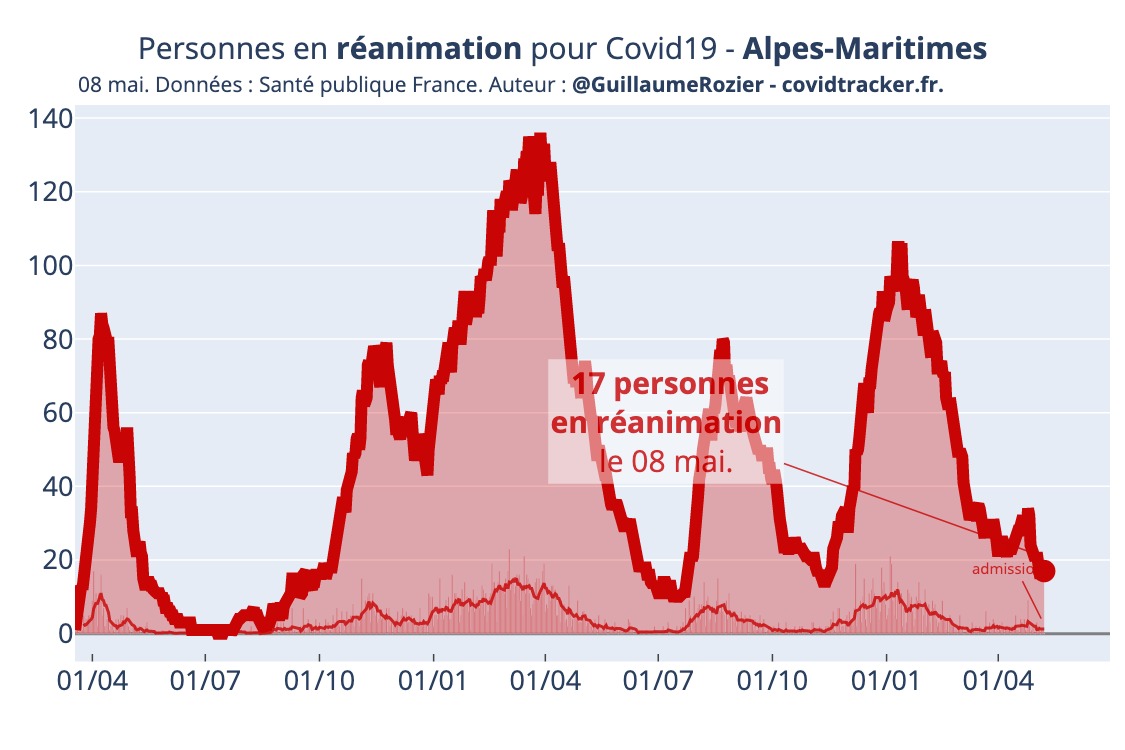 Personnes en réanimation pour Covid19 - Alpes-Maritimes
08 mai. Données : Santé publique France. Auteur : @GuillaumeRozier - covidtracker.fr.
140
120
100
80
60
40
20
0
17 personnes
en réanimation
le 08 mai.
admissio
01/04 01/07 01/10 01/01 01/04 01/07 01/10 01/01 01/04